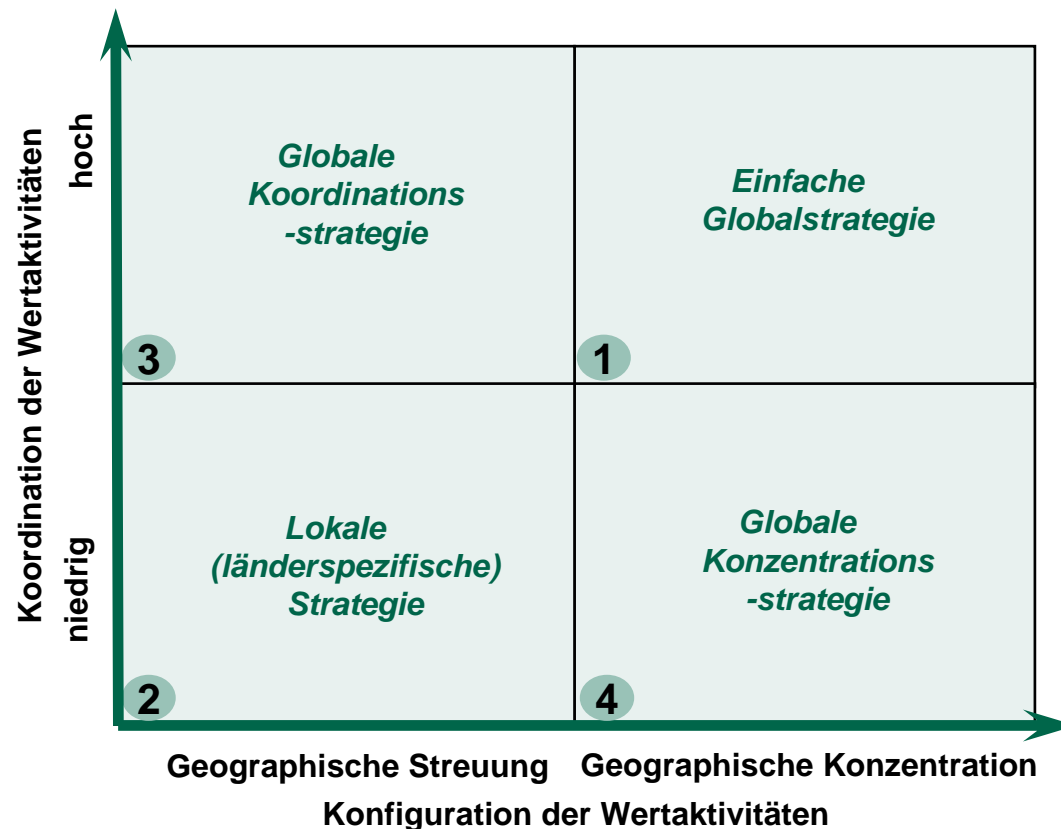 Koordination der Wertaktivitäten
hoch
niedrig
Globale
Koordinations
-strategie
3
Einfache
Globalstrategie
1
Lokale
(länderspezifische)
Strategie
2
Globale
Konzentrations
-strategie
4
Geographische Streuung
Geographische Konzentration
Konfiguration der Wertaktivitäten